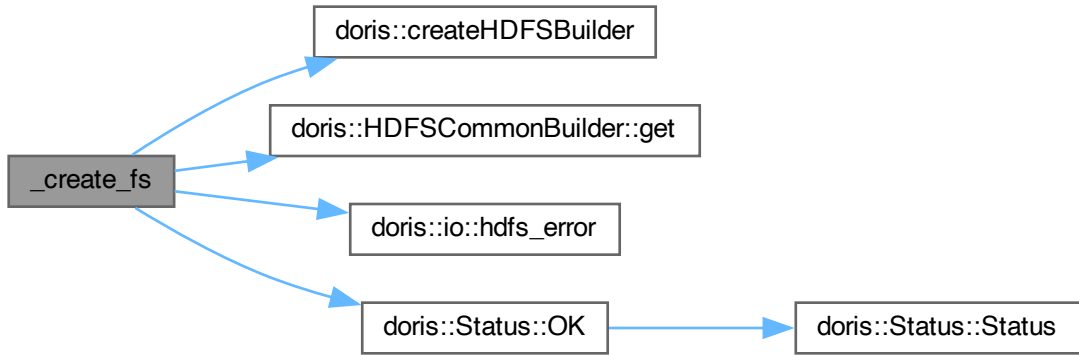 doris::createHDFSBuilder
doris::HDFSCommonBuilder::get
_create_fs
doris::io::hdfs_error
doris::Status::OK
doris::Status::Status